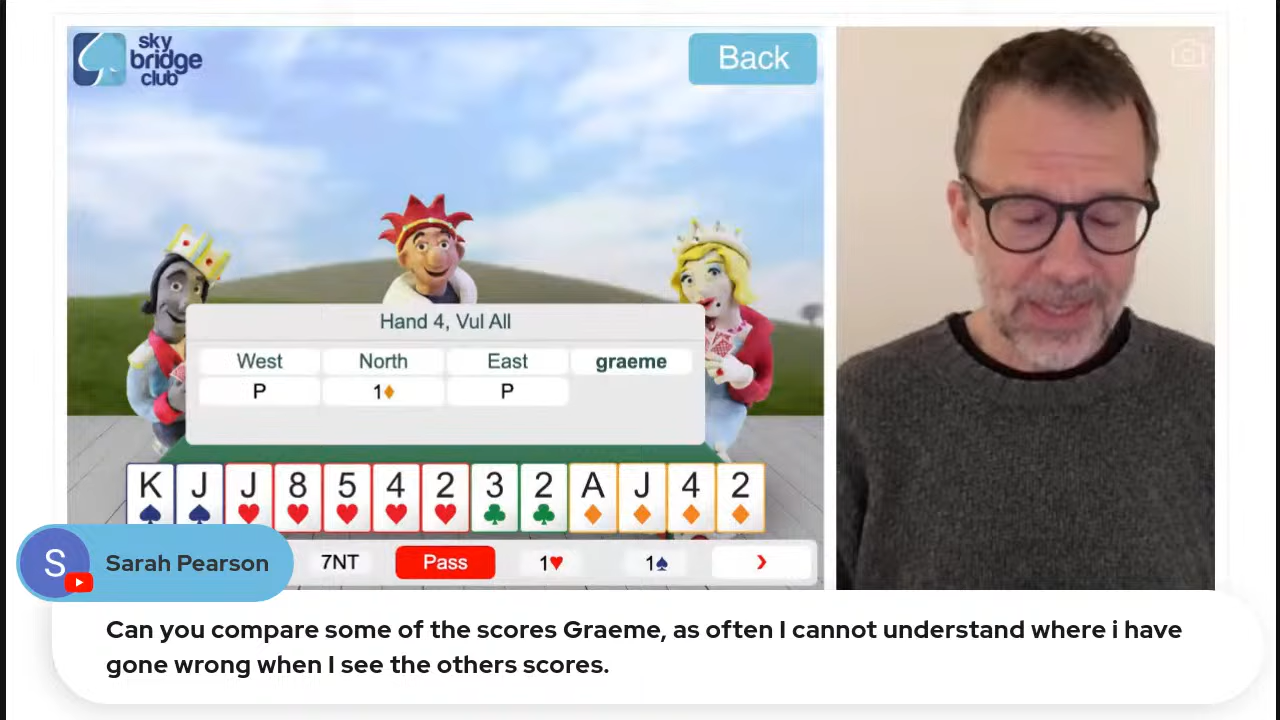 sky
bridge
club
Back
Hand 4, Vul All
West North East graeme
P 1♦ P
K J J 8 5 4 2 3 2 A J 4 2
♠ ♠ ♥ ♥ ♥ ♥ ♥ ♣ ♣ ♦ ♦ ♦ ♦
S Sarah Pearson 7NT Pass 1♥ 1♠ ›
Can you compare some of the scores Graeme, as often I cannot understand where i have
gone wrong when I see the others scores.